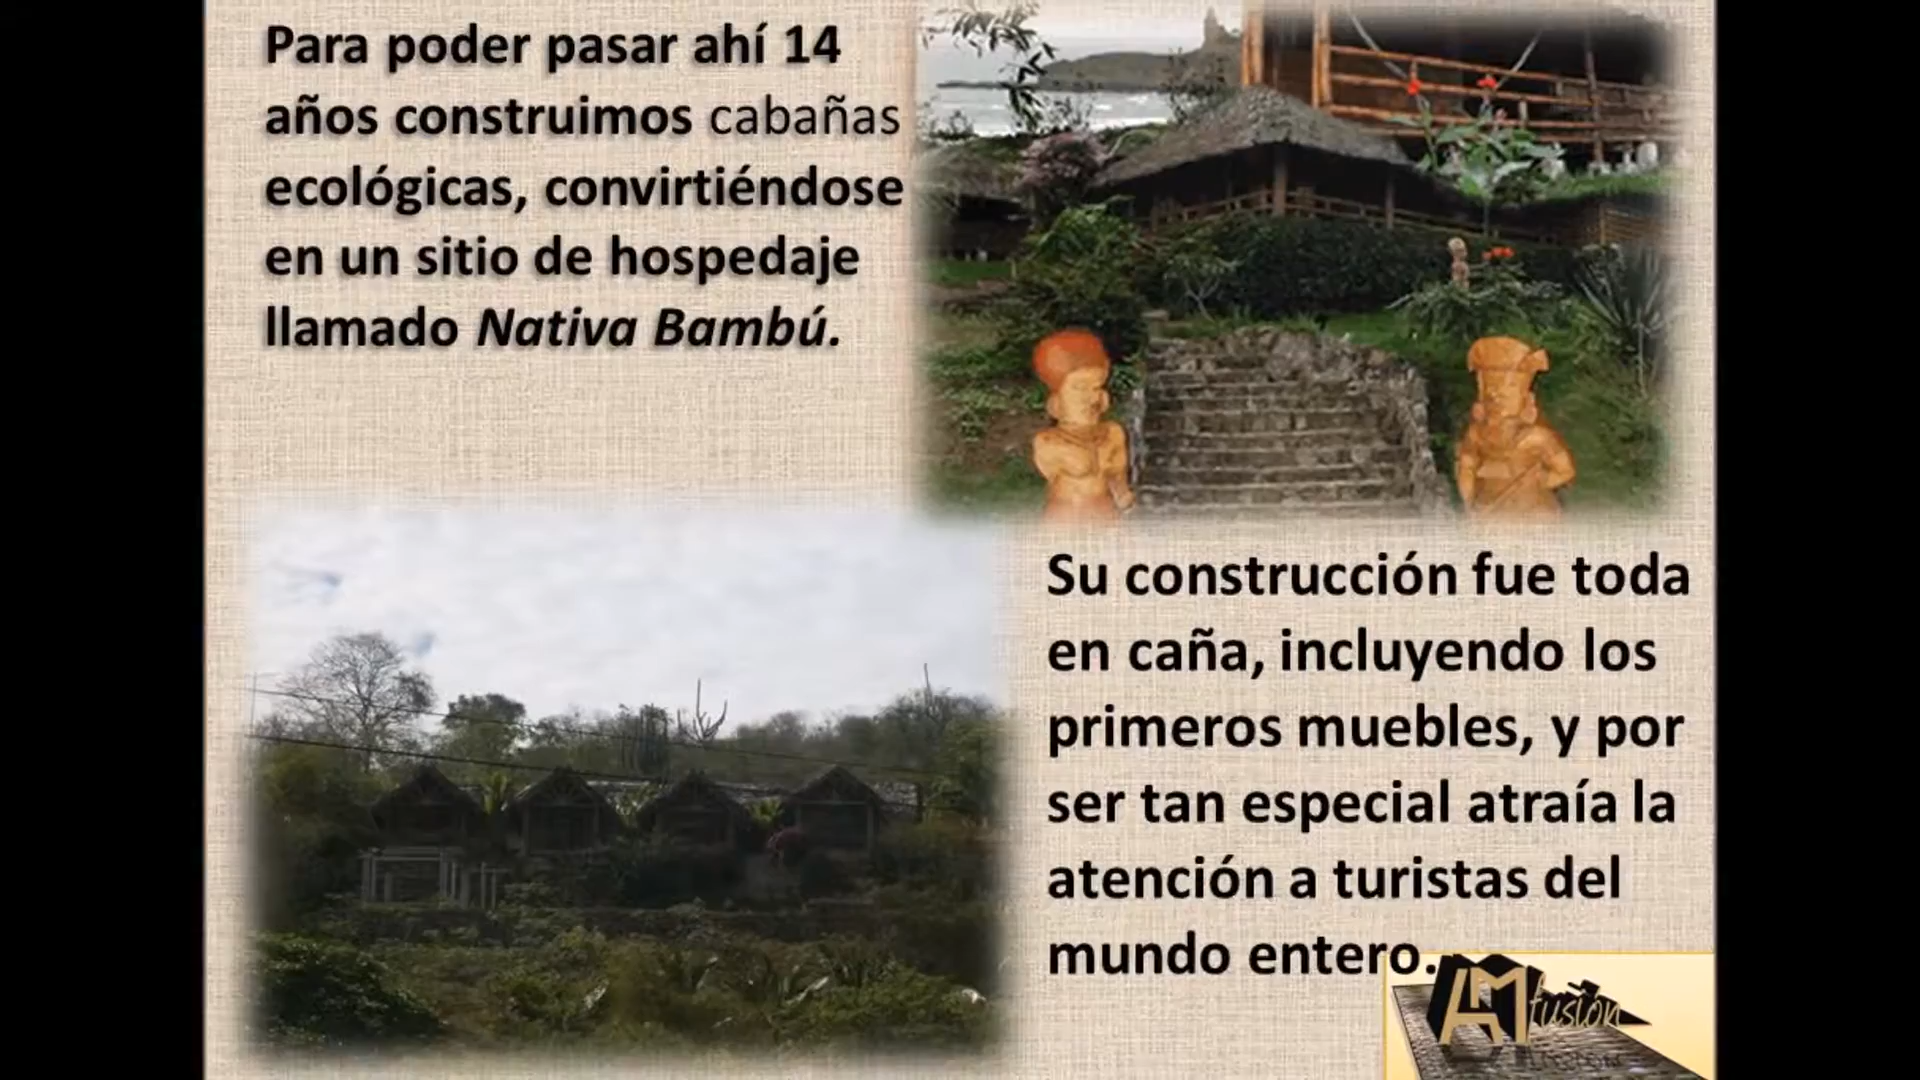 Para poder pasar ahí 14
años construimos cabañas
ecológicas, convirtiéndose
en un sitio de hospedaje
llamado Nativa Bambú.
Su construcción fue toda
en caña, incluyendo los
primeros muebles, y por
ser tan especial atraía la
atención a turistas del
mundo entero.
AM fusión